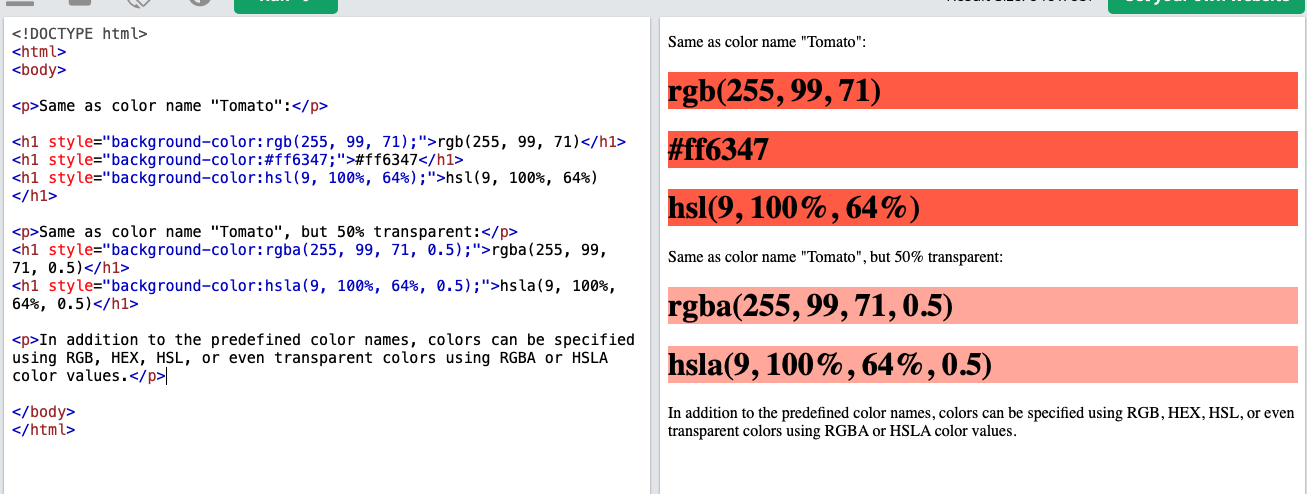 <!DOCTYPE html>
<html>
<body>
<p>Same as color name "Tomato":</p>
<h1 style="background-color:rgb(255, 99, 71);">rgb(255, 99, 71)</h1>
<h1 style="background-color:#ff6347;">#ff6347</h1>
<h1 style="background-color:hsl(9, 100%, 64%);">hsl(9, 100%, 64%)
</h1>
<p>Same as color name "Tomato", but 50% transparent:</p>
<h1 style="background-color:rgba(255, 99, 71, 0.5);">rgba(255, 99,
71, 0.5)</h1>
<h1 style="background-color:hsla(9, 100%, 64%, 0.5);">hsla(9, 100%,
64%, 0.5)</h1>
<p>In addition to the predefined color names, colors can be specified
using RGB, HEX, HSL, or even transparent colors using RGBA or HSLA
color values.</p>
</body>
</html>
Same as color name "Tomato":
rgb(255, 99, 71)
#ff6347
hsl(9, 100%, 64%)
Same as color name "Tomato", but 50% transparent:
rgba(255, 99, 71, 0.5)
hsla(9, 100%, 64%, 0.5)
In addition to the predefined color names, colors can be specified using RGB, HEX, HSL, or even
transparent colors using RGBA or HSLA color values.